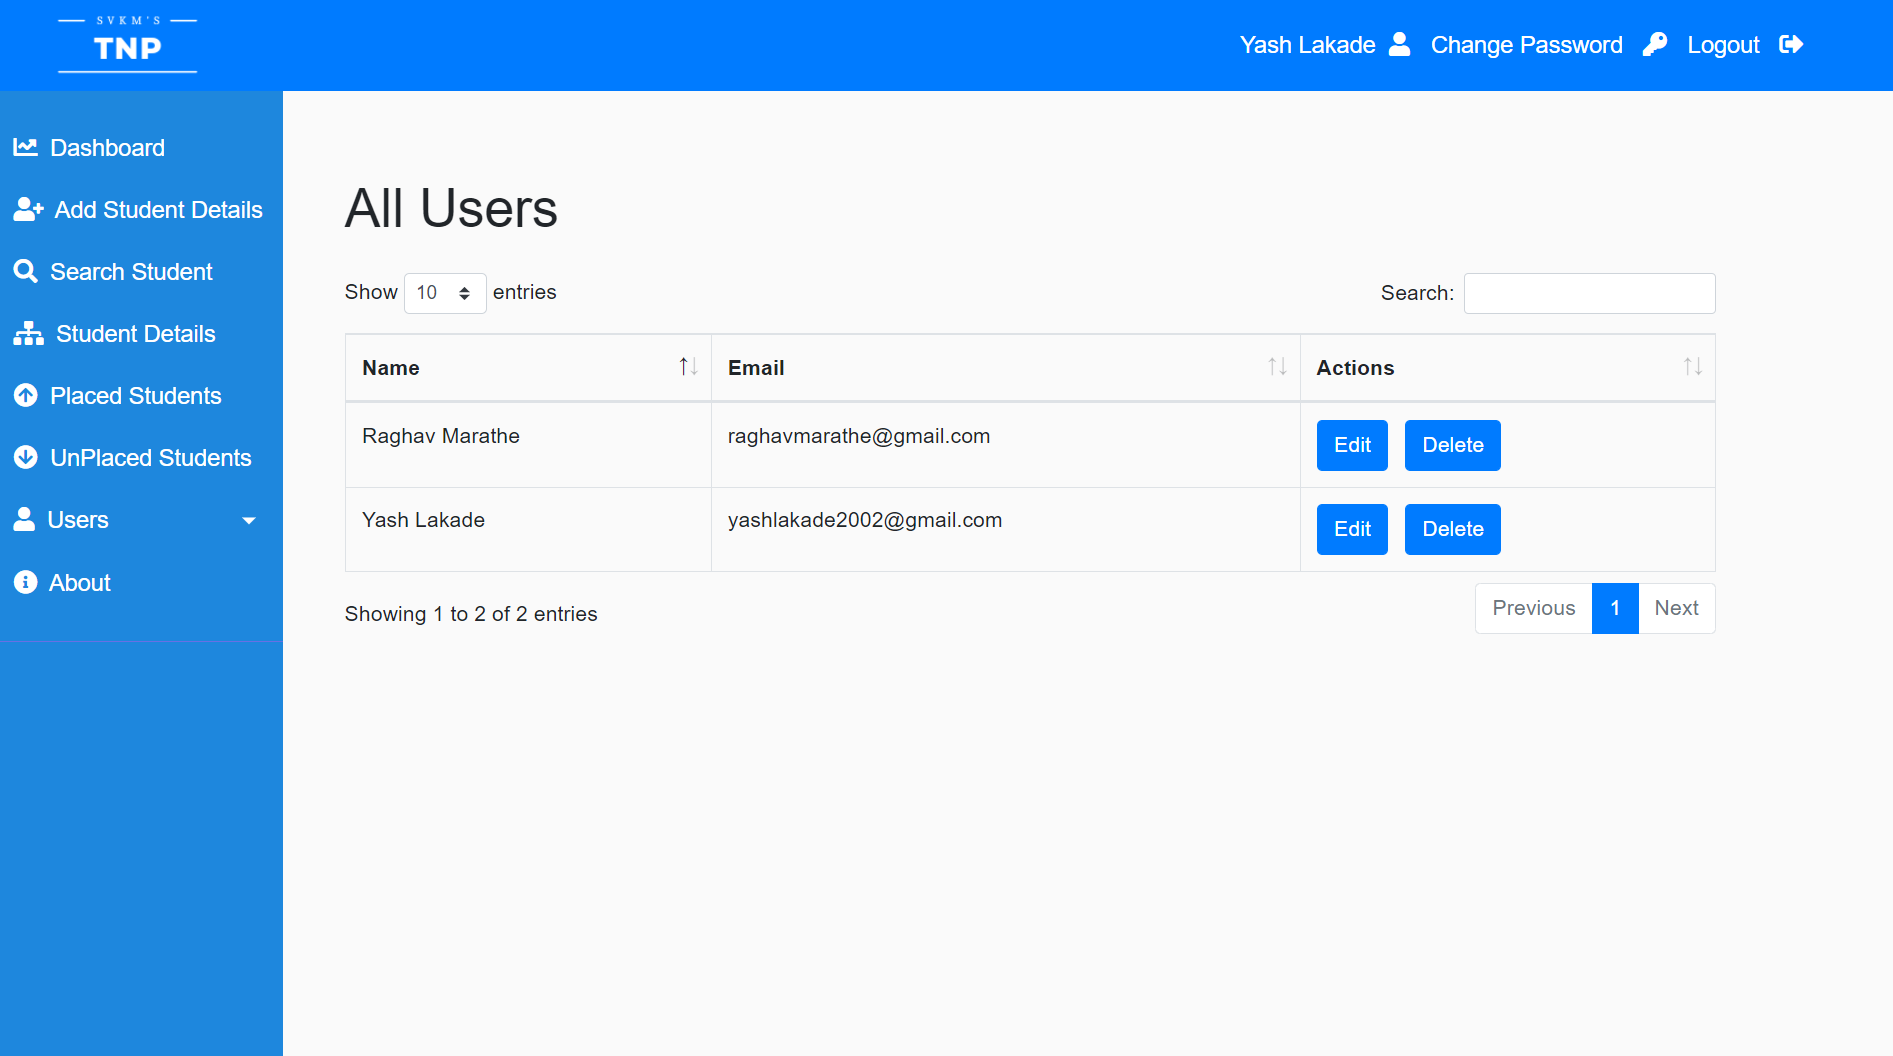 SVKM'S
TNP
Yash Lakade Change Password Logout
Dashboard
Add Student Details
Search Student
Student Details
Placed Students
UnPlaced Students
Users
About
All Users
Show 10 entries Search:
Name Email Actions
Raghav Marathe raghavmarathe@gmail.com Edit Delete
Yash Lakade yashlakade2002@gmail.com Edit Delete
Showing 1 to 2 of 2 entries Previous 1 Next